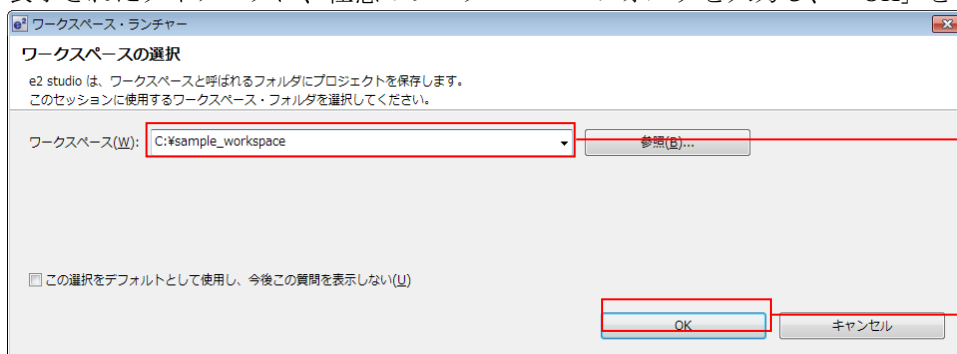 ワークスペース・ランチャー
ワークスペースの選択
e2 studio は、ワークスペースと呼ばれるフォルダにプロジェクトを保存します。
このセッションに使用するワークスペース・フォルダを選択してください。
ワークスペース(W): C:¥sample_workspace 参照(B)...
この選択をデフォルトとして使用し、今後この質問を表示しない(U)
OK キャンセル